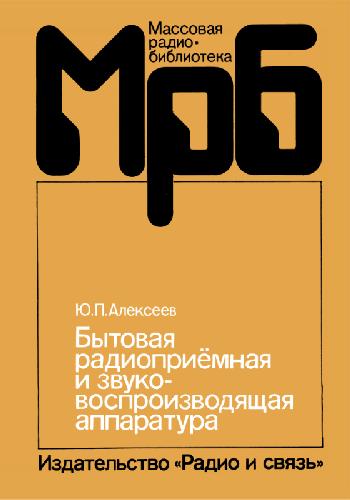 Массовая
радио-
библиотека
Мрб
Ю.П.Алексеев
Бытовая
радиоприёмная
и звуко-
воспроизводящая
аппаратура
Издательство «Радио и связь»